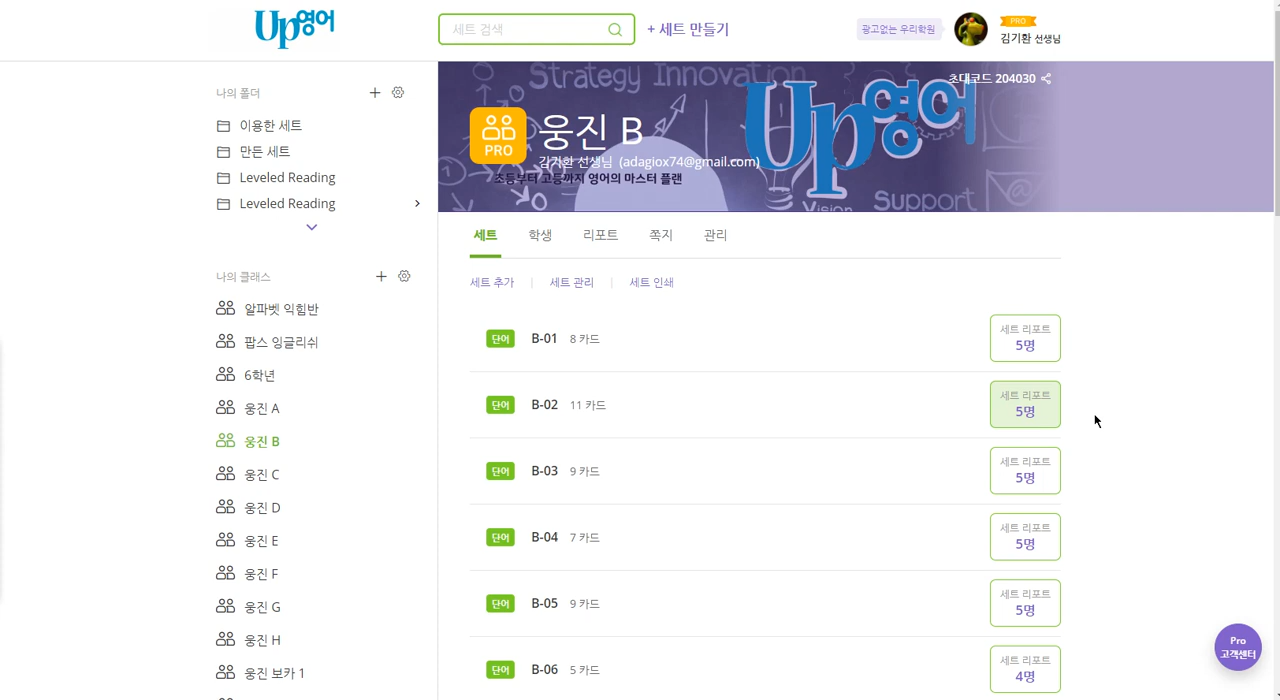 Up영어
세트 검색
+ 세트 만들기
광고없는 우리학원
PRO
김기환 선생님
나의 폴더
이용한 세트
만든 세트
Leveled Reading
Leveled Reading
나의 클래스
알파벳 익힘반
팝스 잉글리쉬
6학년
웅진 A
웅진 B
웅진 C
웅진 D
웅진 E
웅진 F
웅진 G
웅진 H
웅진 보카 1
Strategy Innovation
초대코드 204030
Up영어
PRO
웅진 B
김기환 선생님 (adagiox74@gmail.com)
초등부터 고등까지 영어의 마스터 플랜
Vision
Support
세트 학생 리포트 쪽지 관리
세트 추가 세트 관리 세트 인쇄
단어 B-01 8 카드 세트 리포트 5명
단어 B-02 11 카드 세트 리포트 5명
단어 B-03 9 카드 세트 리포트 5명
단어 B-04 7 카드 세트 리포트 5명
단어 B-05 9 카드 세트 리포트 5명
단어 B-06 5 카드 세트 리포트 4명
Pro
고객센터